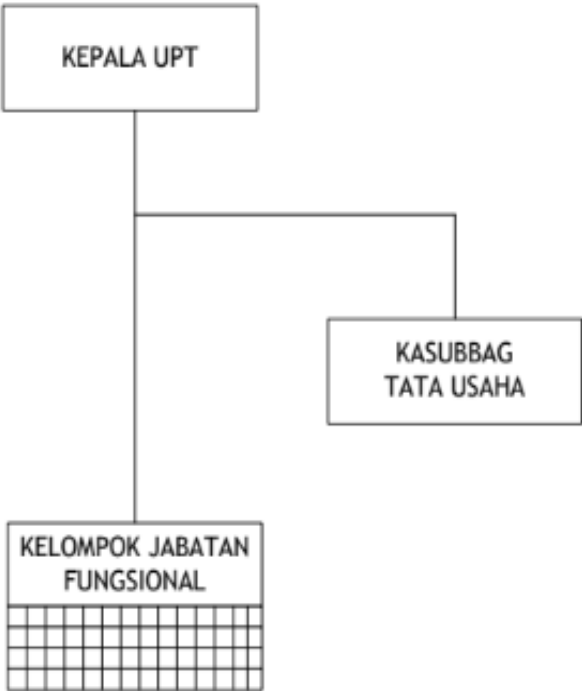 KEPALA UPT
KASUBBAG
TATA USAHA
KELOMPOK JABATAN
FUNGSIONAL